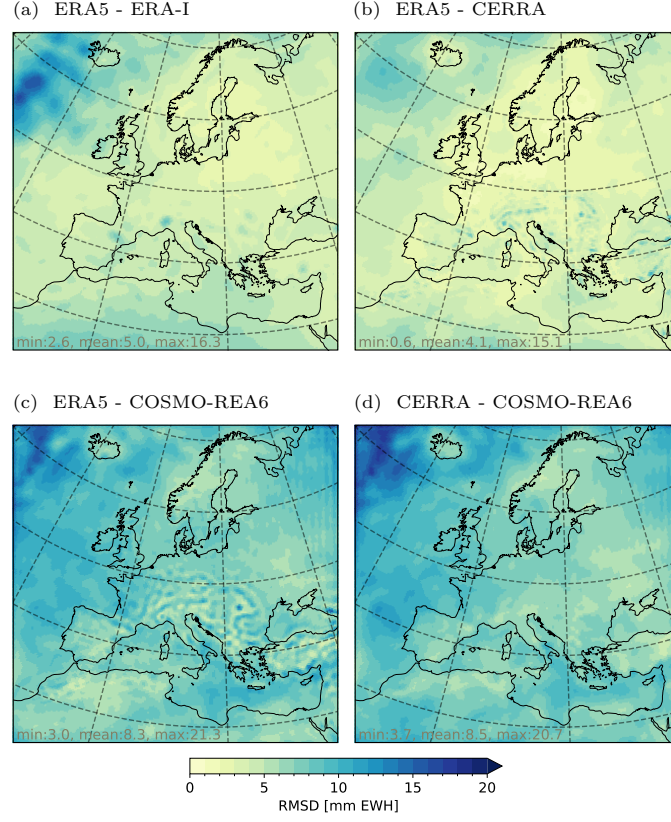 (a) ERA5 - ERA-I
(b) ERA5 - CERRA
min:2.6, mean:5.0, max:16.3
min:0.6, mean:4.1, max:15.1
(c) ERA5 - COSMO-REA6
(d) CERRA - COSMO-REA6
min:3.0, mean:8.3, max:21.3
min:3.7, mean:8.5, max:20.7
0 5 10 15 20
RMSD [mm EWH]